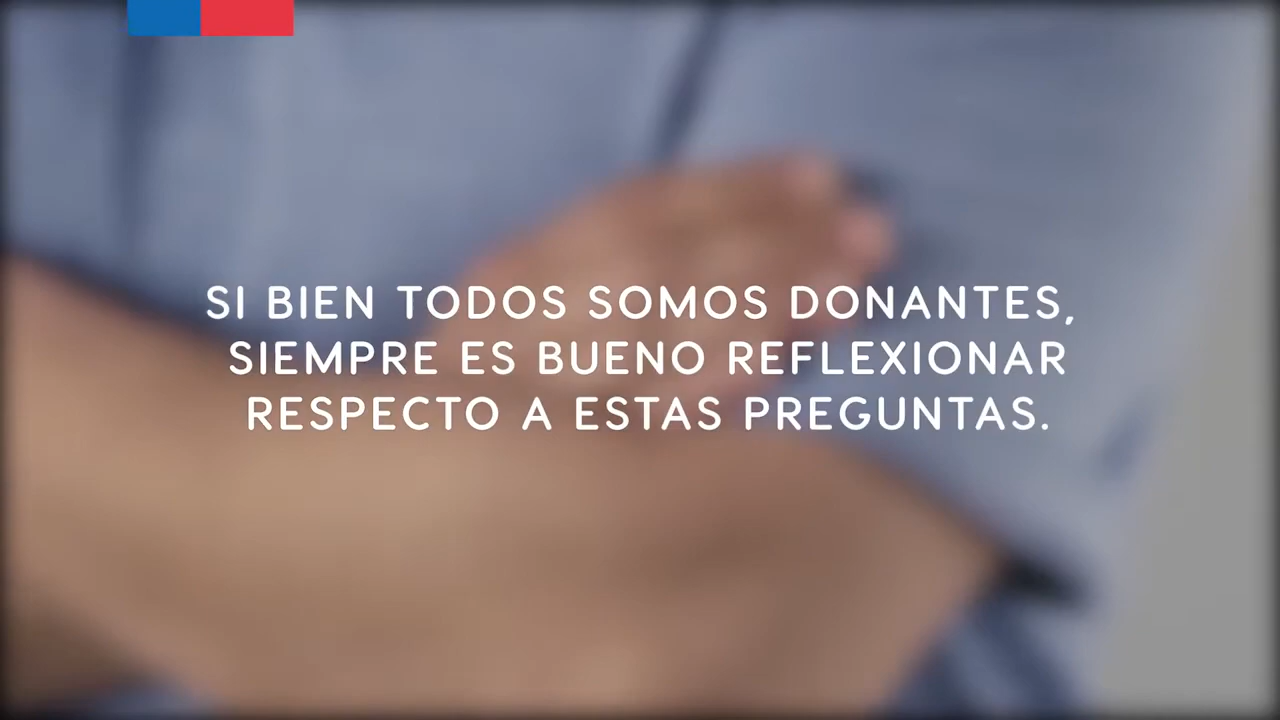 SI BIEN TODOS SOMOS DONANTES,
SIEMPRE ES BUENO REFLEXIONAR
RESPECTO A ESTAS PREGUNTAS.